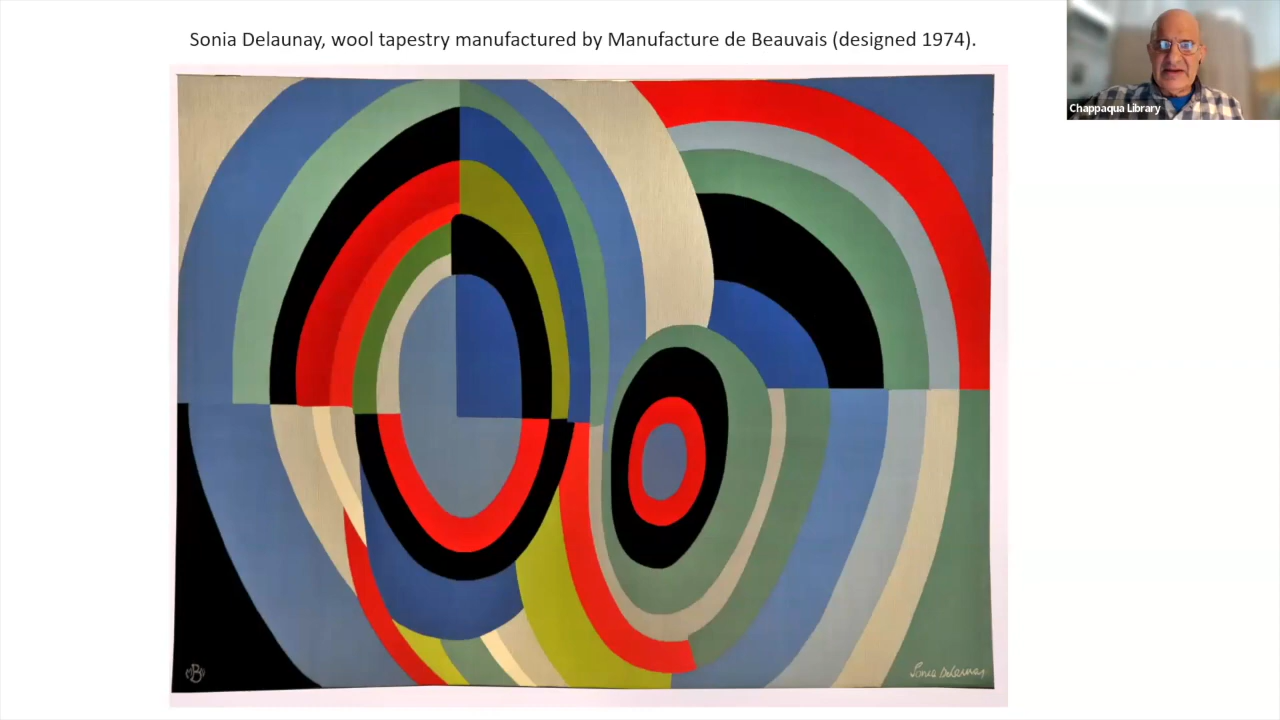 Sonia Delaunay, wool tapestry manufactured by Manufacture de Beauvais (designed 1974).
Chappaqua Library
Sonia Delaunay